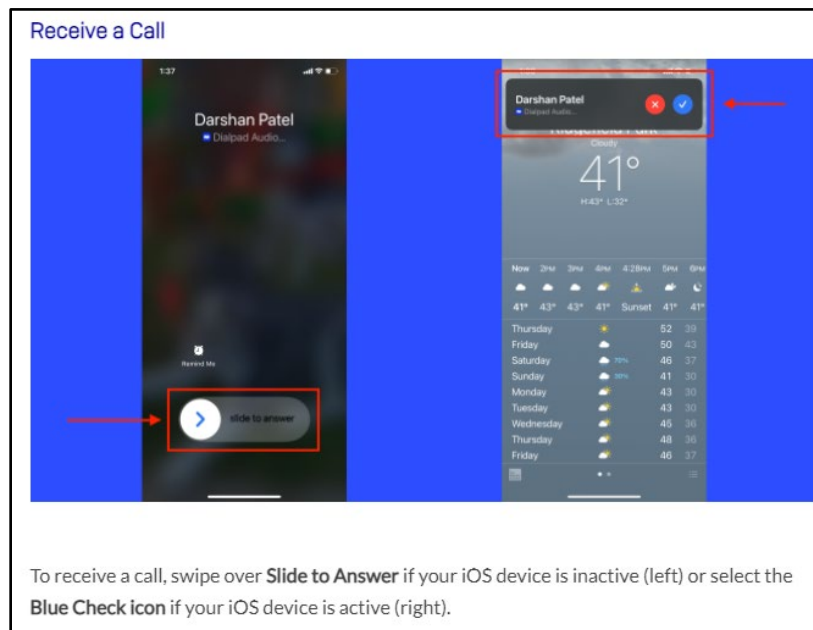 Receive a Call
1:37
Darshan Patel
Dialpad Audio...
Remind Me
slide to answer
Darshan Patel
Dialpad Audio...
Cloudy
41°
H:43° L:32°
Now 2PM 3PM 4PM 4:28PM 5PM 6PM
41° 43° 43° 41° Sunset 41° 41°
Thursday 52 39
Friday 50 43
Saturday 70% 46 37
Sunday 41 30
Monday 43 30
Tuesday 43 30
Wednesday 45 36
Thursday 48 36
Friday 46 37
To receive a call, swipe over Slide to Answer if your iOS device is inactive (left) or select the
Blue Check icon if your iOS device is active (right).